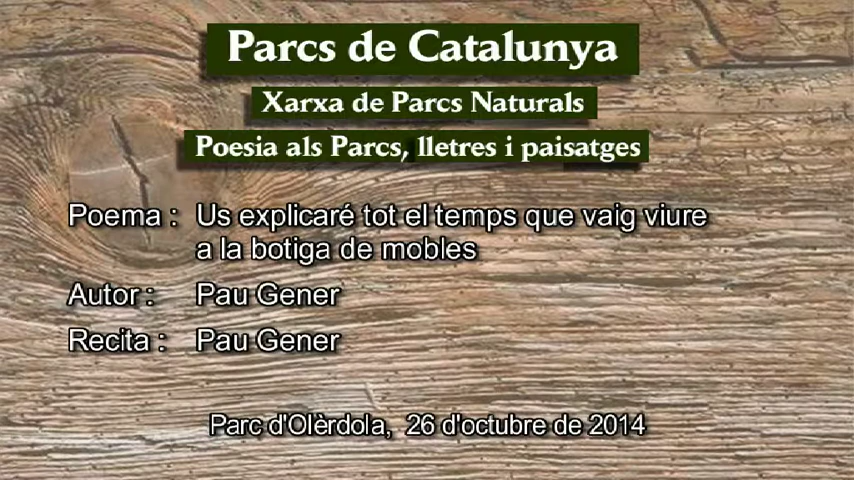 Parcs de Catalunya
Xarxa de Parcs Naturals
Poesia als Parcs, lletres i paisatges
Poema : Us explicaré tot el temps que vaig viure
a la botiga de mobles
Autor : Pau Gener
Recita : Pau Gener
Parc d'Olèrdola, 26 d'octubre de 2014